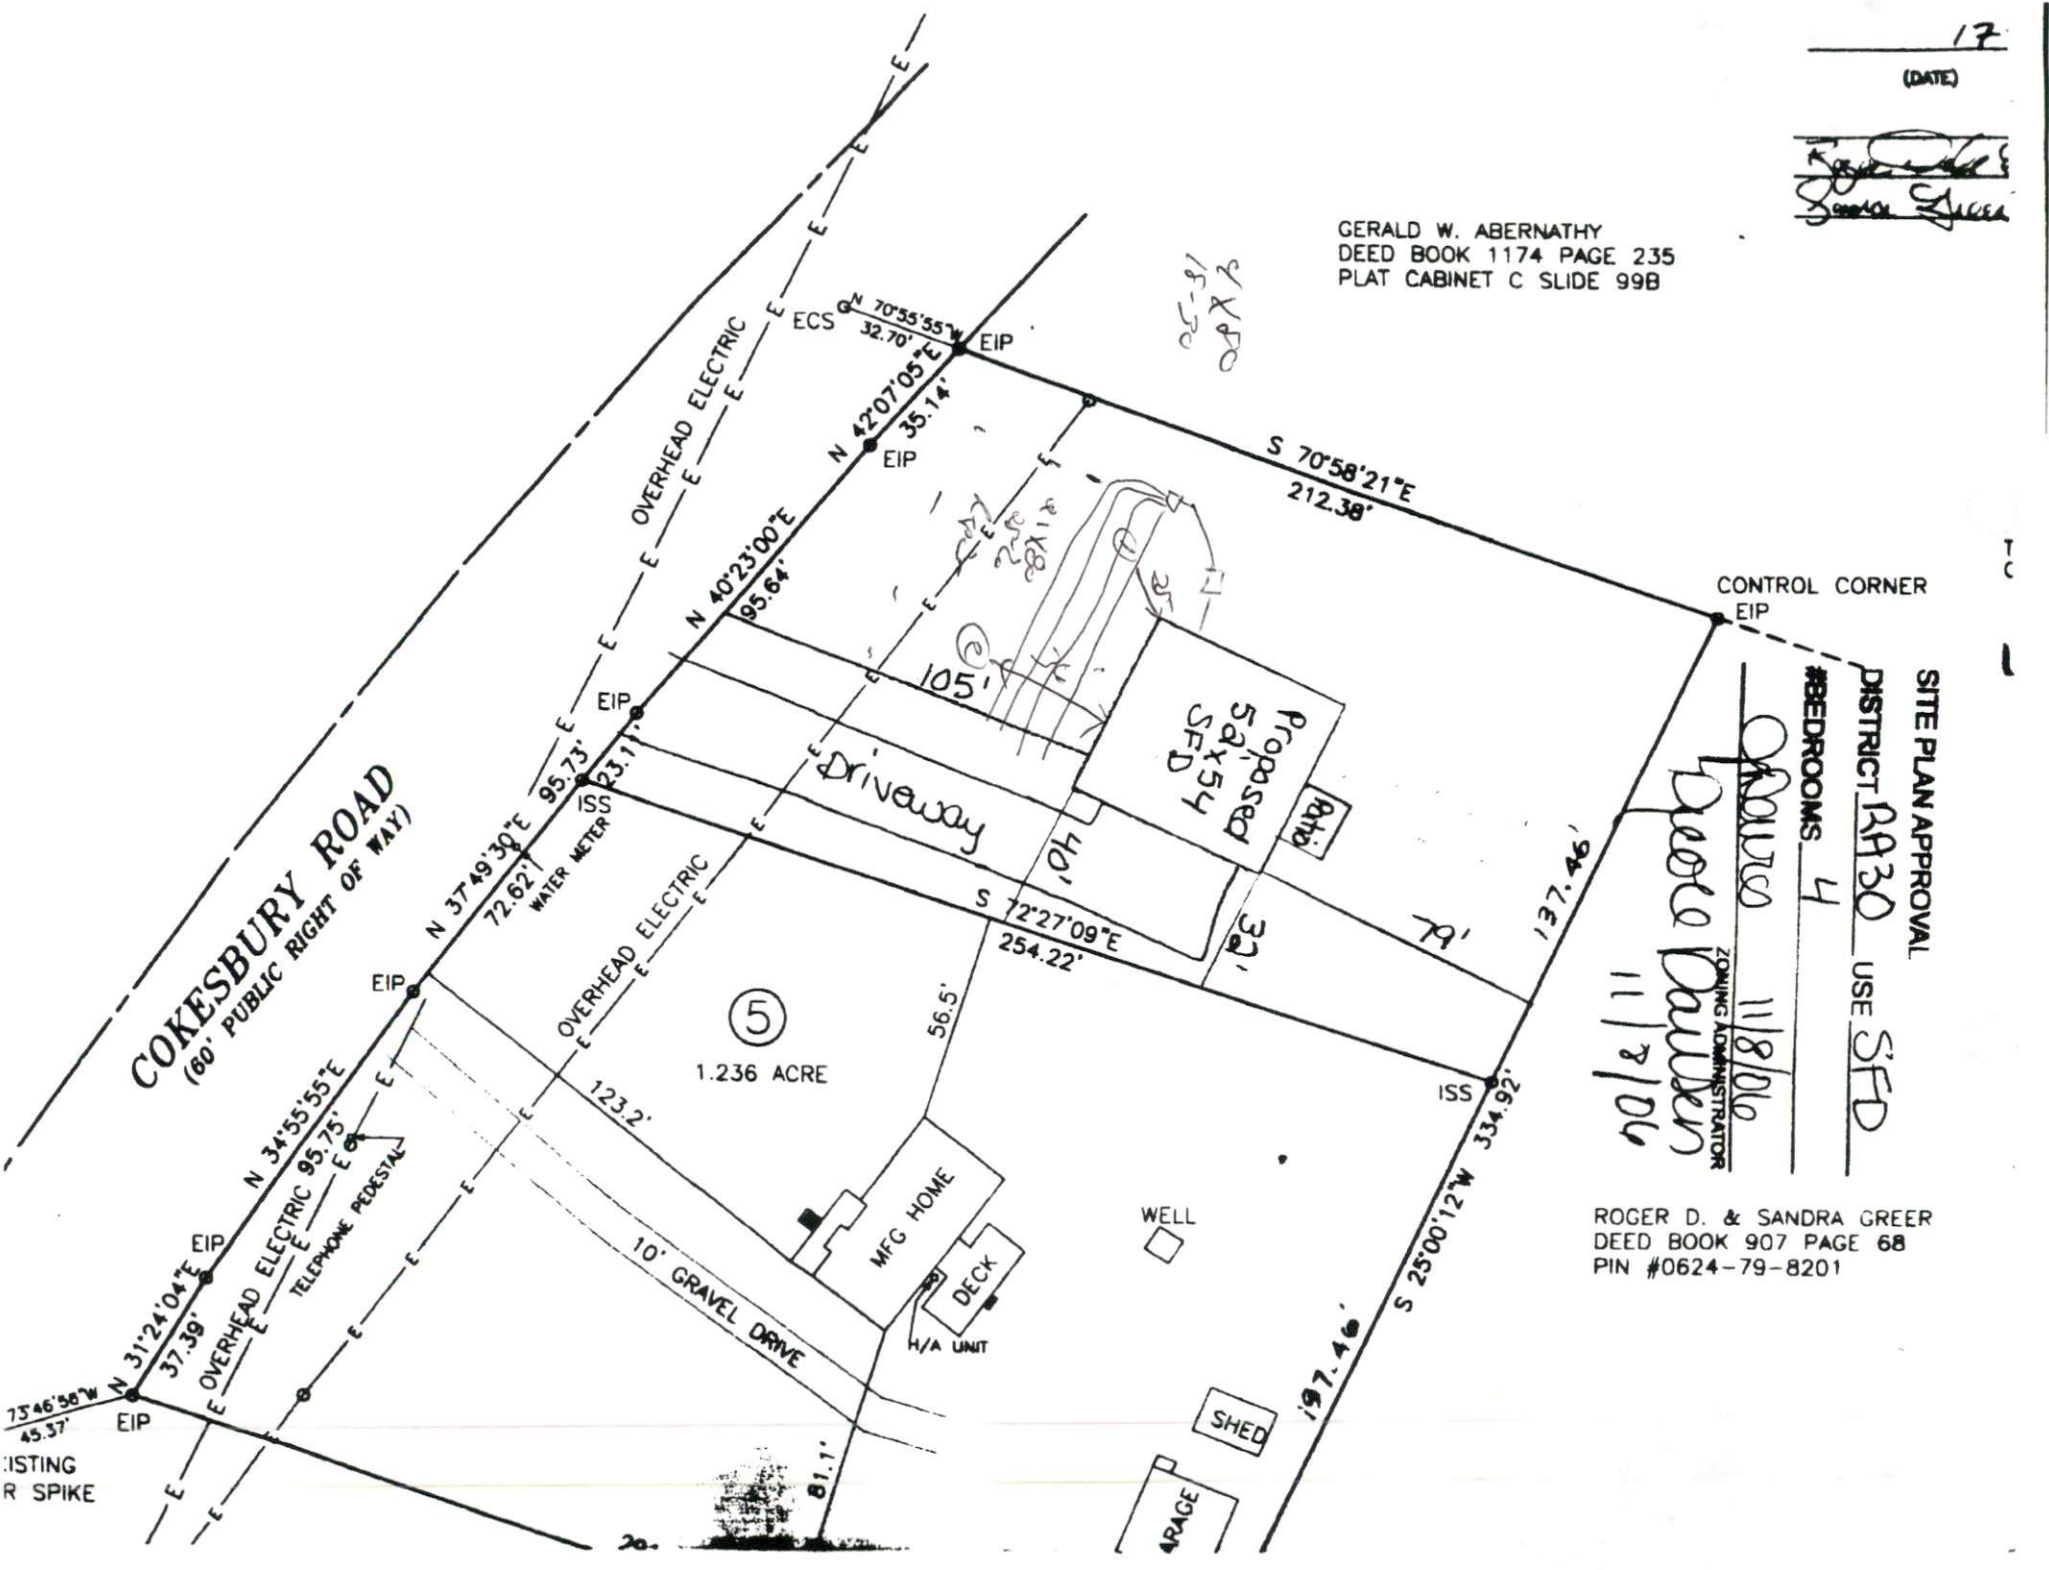 17
(DATE)
GERALD W. ABERNATHY
DEED BOOK 1174 PAGE 235
PLAT CABINET C SLIDE 99B
ECS
N 70°55'55"W
32.70'
EIP
N 42°07'05"E
35.14'
EIP
OVERHEAD ELECTRIC
E
S 70°58'21"E
212.38'
CONTROL CORNER
EIP
N 40°23'00"E
95.64'
25'
105'
Proposed
52x54
SFD
Patio
Driveway
40'
32'
79'
137.46'
EIP
95.73'
23.11'
ISS
WATER METER
N 37°49'30"E
72.62'
S 72°27'09"E
254.22'
COKESBURY ROAD
(60' PUBLIC RIGHT OF WAY)
OVERHEAD ELECTRIC
EIP
5
1.236 ACRE
56.5'
123.2'
ISS
334.92'
S 25°00'12"W
197.46'
SITE PLAN APPROVAL
DISTRICT RA30 USE SFD
#BEDROOMS 4
11/8/06
ZONING ADMINISTRATOR
11/8/06
ROGER D. & SANDRA GREER
DEED BOOK 907 PAGE 68
PIN #0624-79-8201
N 34°55'55"E
95.75'
TELEPHONE PEDESTAL
EIP
OVERHEAD ELECTRIC
N 31°24'04"E
37.39'
MFG HOME
DECK
H/A UNIT
WELL
10' GRAVEL DRIVE
SHED
ARAGE
81.1'
73°46'58"W
45.37'
EIP
ISTING
R SPIKE
20